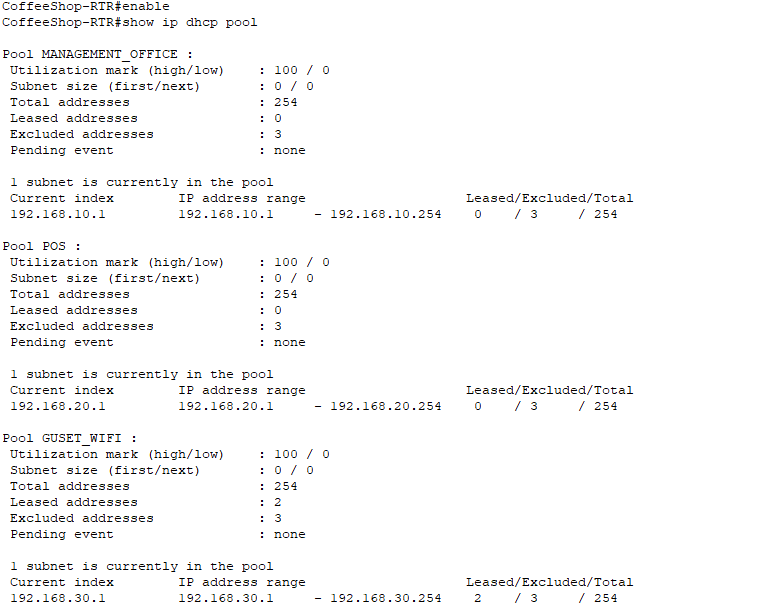 CoffeeShop-RTR#enable
CoffeeShop-RTR#show ip dhcp pool
Pool MANAGEMENT_OFFICE :
Utilization mark (high/low) : 100 / 0
Subnet size (first/next) : 0 / 0
Total addresses : 254
Leased addresses : 0
Excluded addresses : 3
Pending event : none
1 subnet is currently in the pool
Current index IP address range Leased/Excluded/Total
192.168.10.1 192.168.10.1 - 192.168.10.254 0 / 3 / 254
Pool POS :
Utilization mark (high/low) : 100 / 0
Subnet size (first/next) : 0 / 0
Total addresses : 254
Leased addresses : 0
Excluded addresses : 3
Pending event : none
1 subnet is currently in the pool
Current index IP address range Leased/Excluded/Total
192.168.20.1 192.168.20.1 - 192.168.20.254 0 / 3 / 254
Pool GUSET_WIFI :
Utilization mark (high/low) : 100 / 0
Subnet size (first/next) : 0 / 0
Total addresses : 254
Leased addresses : 2
Excluded addresses : 3
Pending event : none
1 subnet is currently in the pool
Current index IP address range Leased/Excluded/Total
192.168.30.1 192.168.30.1 - 192.168.30.254 2 / 3 / 254